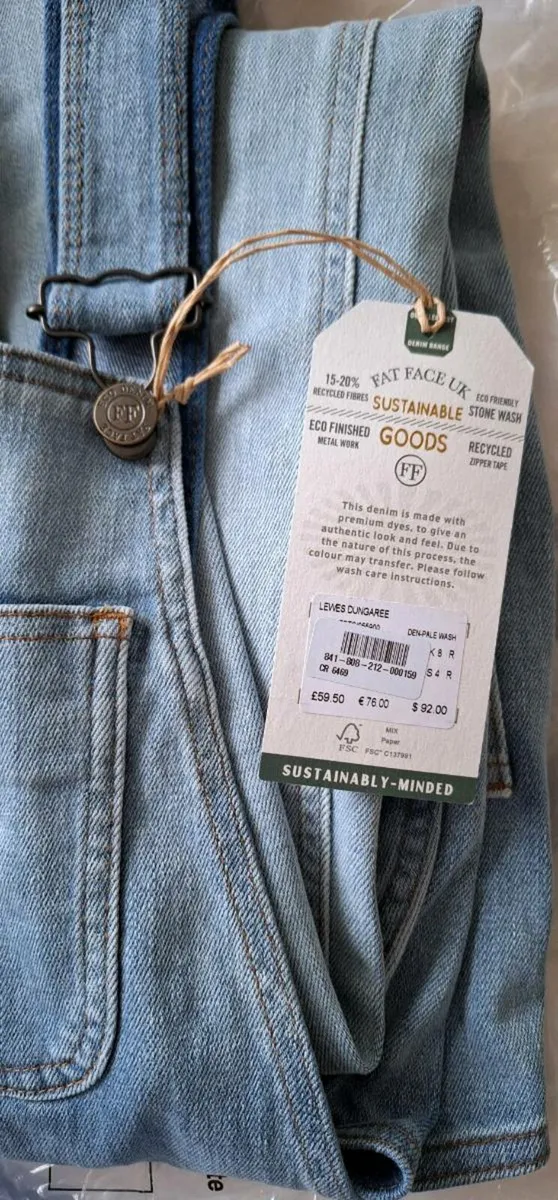 DENIM RANGE
FAT FACE UK
15-20%
RECYCLED FIBRES
SUSTAINABLE
ECO FRIENDLY
STONE WASH
ECO FINISHED
METAL WORK
GOODS
RECYCLED
ZIPPER TAPE
FF
This denim is made with
premium dyes, to give an
authentic look and feel. Due to
the nature of this process, the
colour may transfer. Please follow
wash care instructions.
LEWES DUNGAREE
DEN-PALE WASH
K 8 R
841-808-212-000159
CR 6469
S 4 R
£59.50 €76.00 $92.00
FSC
MIX
Paper
FSC® C137991
SUSTAINABLY-MINDED
FF